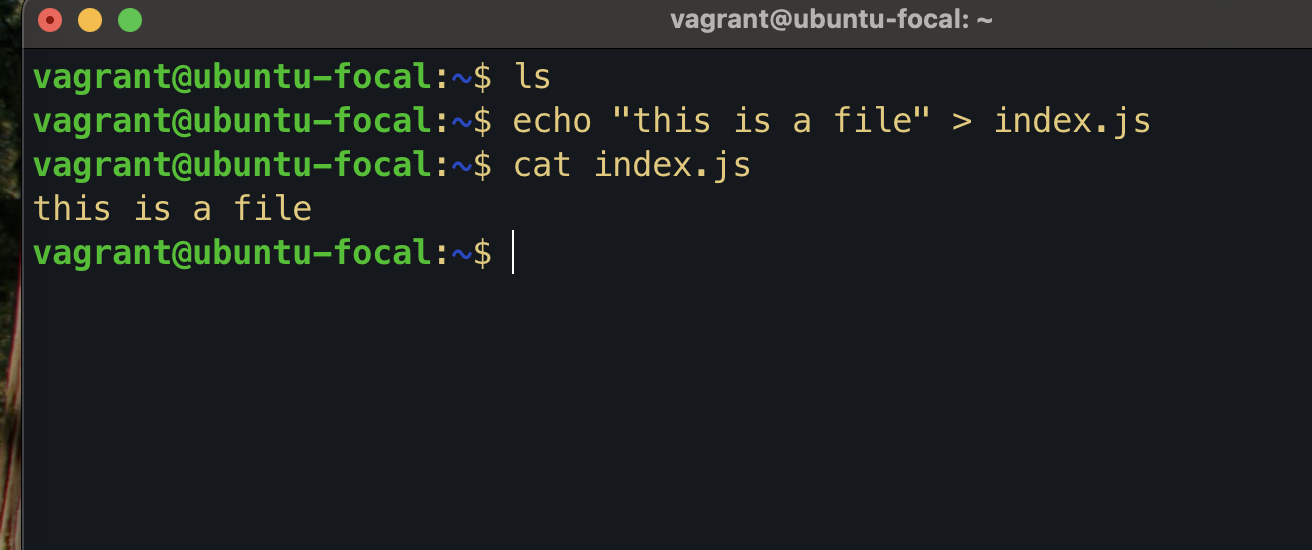 vagrant@ubuntu-focal: ~
vagrant@ubuntu-focal:~$ ls
vagrant@ubuntu-focal:~$ echo "this is a file" > index.js
vagrant@ubuntu-focal:~$ cat index.js
this is a file
vagrant@ubuntu-focal:~$